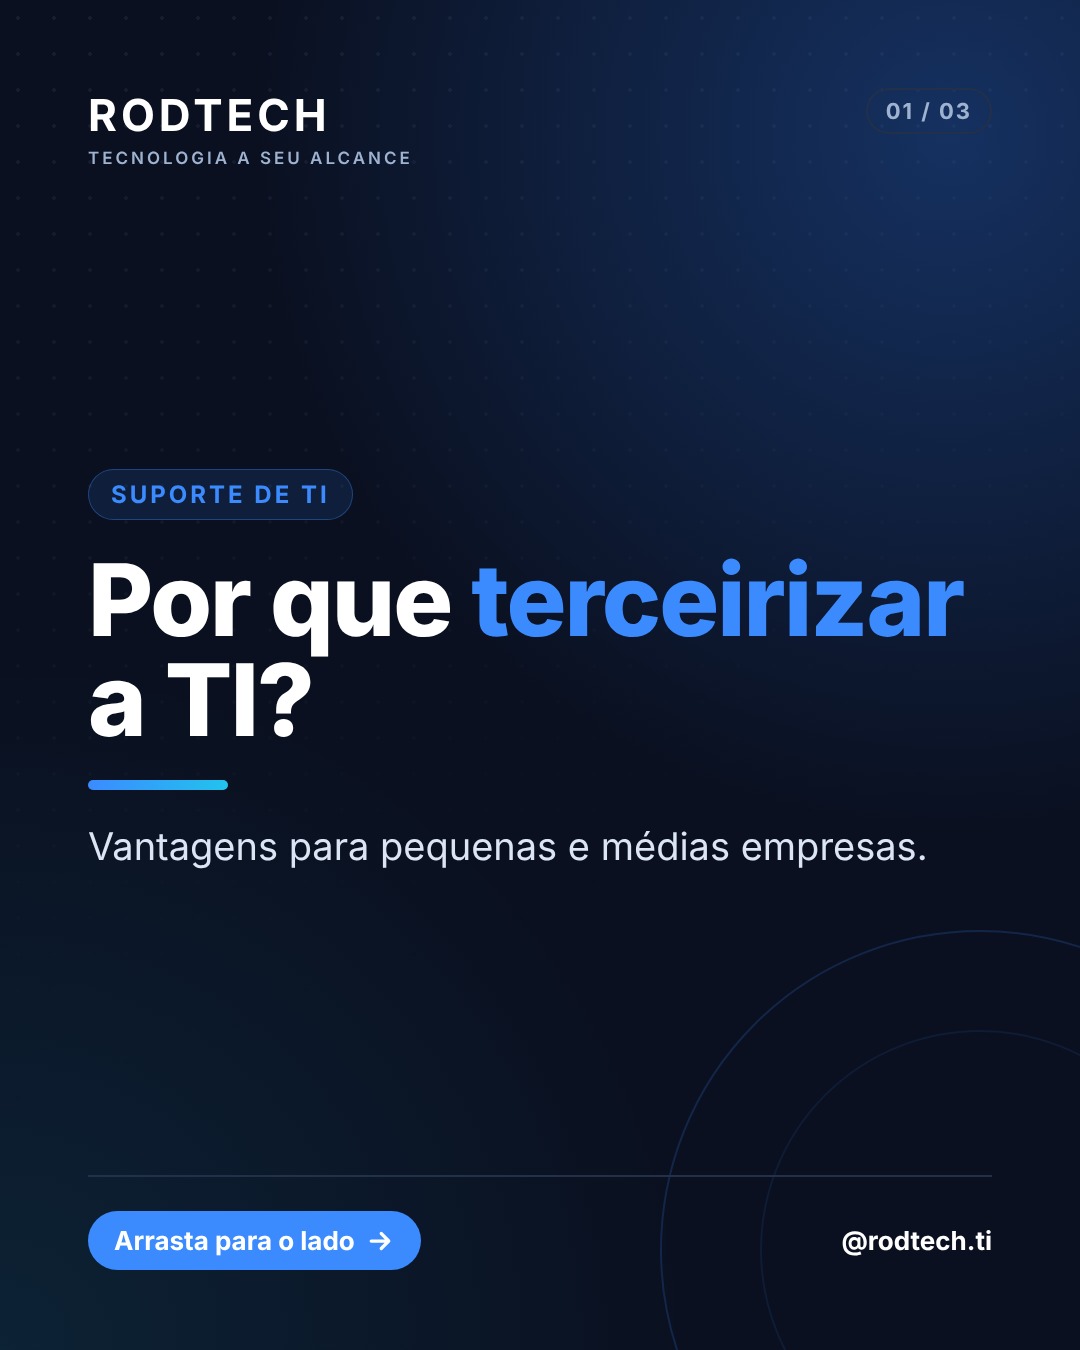 RODTECH
TECNOLOGIA A SEU ALCANCE
01 / 03
SUPORTE DE TI
Por que terceirizar
a TI?
Vantagens para pequenas e médias empresas.
Arrasta para o lado →
@rodtech.ti